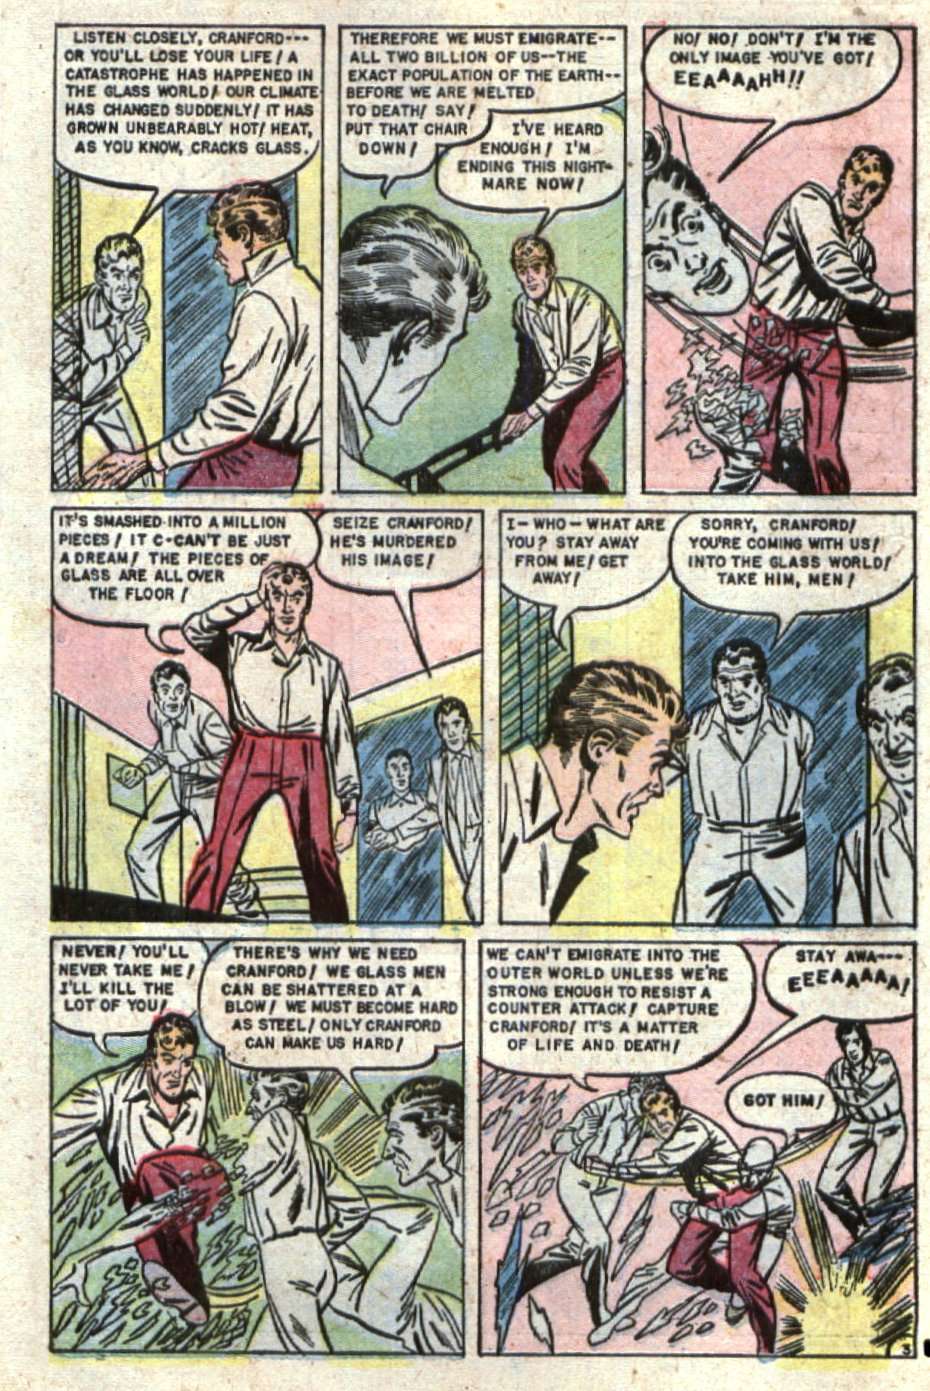 LISTEN CLOSELY, CRANFORD---
OR YOU'LL LOSE YOUR LIFE! A
CATASTROPHE HAS HAPPENED IN
THE GLASS WORLD! OUR CLIMATE
HAS CHANGED SUDDENLY! IT HAS
GROWN UNBEARABLY HOT! HEAT,
AS YOU KNOW, CRACKS GLASS.
THEREFORE WE MUST EMIGRATE--
ALL TWO BILLION OF US--THE
EXACT POPULATION OF THE EARTH--
BEFORE WE ARE MELTED
TO DEATH! SAY!
PUT THAT CHAIR
DOWN!
I'VE HEARD
ENOUGH! I'M
ENDING THIS NIGHT-
MARE NOW!
NO! NO! DON'T! I'M THE
ONLY IMAGE YOU'VE GOT!
EEAAAAHH!!
IT'S SMASHED INTO A MILLION
PIECES! IT C-CAN'T BE JUST
A DREAM! THE PIECES OF
GLASS ARE ALL OVER
THE FLOOR!
SEIZE CRANFORD!
HE'S MURDERED
HIS IMAGE!
I-WHO-WHAT ARE
YOU? STAY AWAY
FROM ME! GET
AWAY!
SORRY, CRANFORD!
YOU'RE COMING WITH US!
INTO THE GLASS WORLD!
TAKE HIM, MEN!
NEVER! YOU'LL
NEVER TAKE ME!
I'LL KILL THE
LOT OF YOU!
THERE'S WHY WE NEED
CRANFORD! WE GLASS MEN
CAN BE SHATTERED AT A
BLOW! WE MUST BECOME HARD
AS STEEL! ONLY CRANFORD
CAN MAKE US HARD!
WE CAN'T EMIGRATE INTO THE
OUTER WORLD UNLESS WE'RE
STRONG ENOUGH TO RESIST A
COUNTER ATTACK! CAPTURE
CRANFORD! IT'S A MATTER
OF LIFE AND DEATH!
STAY AWA---
EEEAAAAA!
GOT HIM!
3